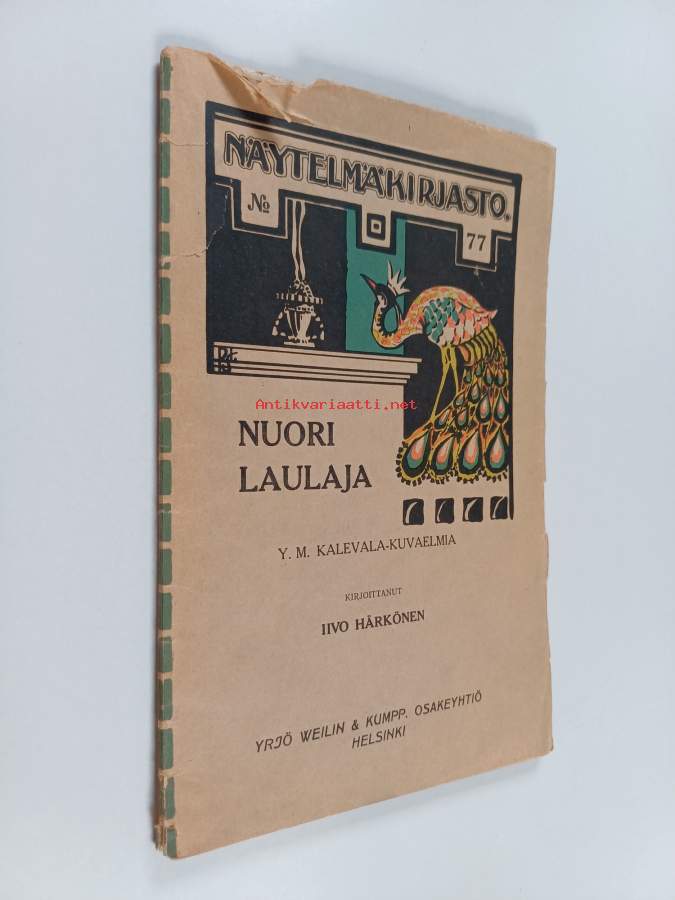 NÄYTELMÄKIRJASTO.
№ 77
Antikvariaatti.net
NUORI
LAULAJA
Y. M. KALEVALA-KUVAELMIA
KIRJOITTANUT
IIVO HÄRKÖNEN
YRJÖ WEILIN & KUMPP. OSAKEYHTIÖ
HELSINKI